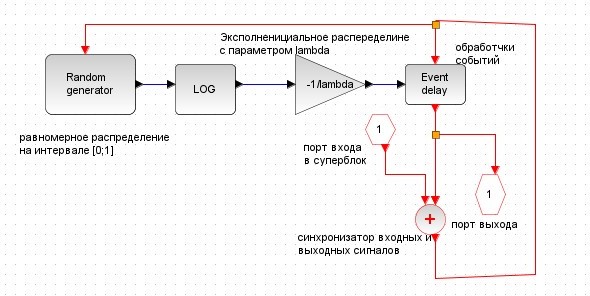 Эксполненициальное распеределине
с параметром lambda
обработчки
событий
Random
generator
LOG
-1/lambda
Event
delay
равномерное распределение
на интервале [0;1]
1
порт входа
в суперблок
1
порт выхода
+
синхронизатор входных и
выходных сигналов